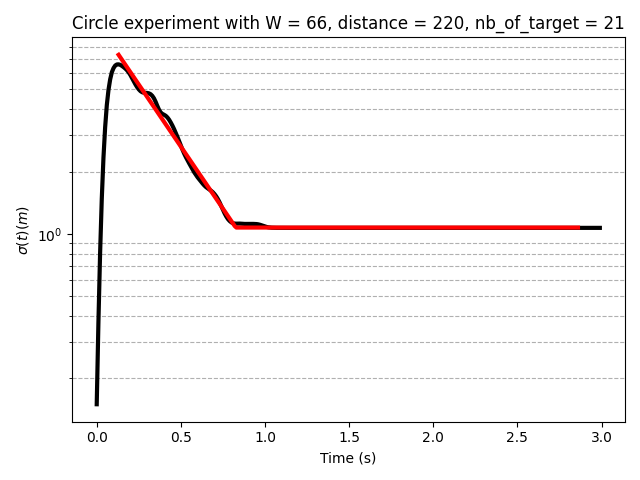 Circle experiment with W = 66, distance = 220, nb_of_target = 21
σ(t)(m)
10⁰
0.0 0.5 1.0 1.5 2.0 2.5 3.0
Time (s)